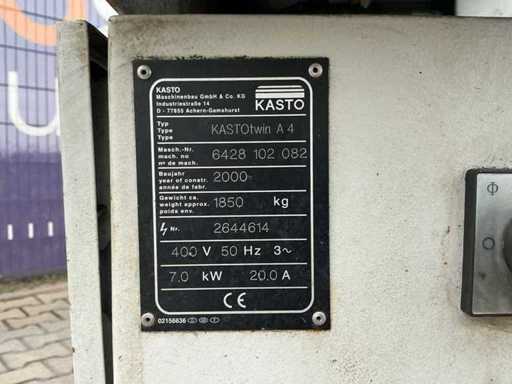 KASTO
Maschinenbau GmbH & Co. KG
Industriestraße 14
D - 77855 Achern-Gamshurst
KASTO
Typ
Type
Type
KASTOtwin A 4
Masch.-Nr.
mach. no
nº de mach.
6428 102 082
Baujahr
year of constr.
année de fabr.
2000
Gewicht ca.
weight approx.
poids env.
1850 kg
Nr.
2644614
400 V 50 Hz 3~
7.0 kW 20.0 A
CE
02156636 D GB F